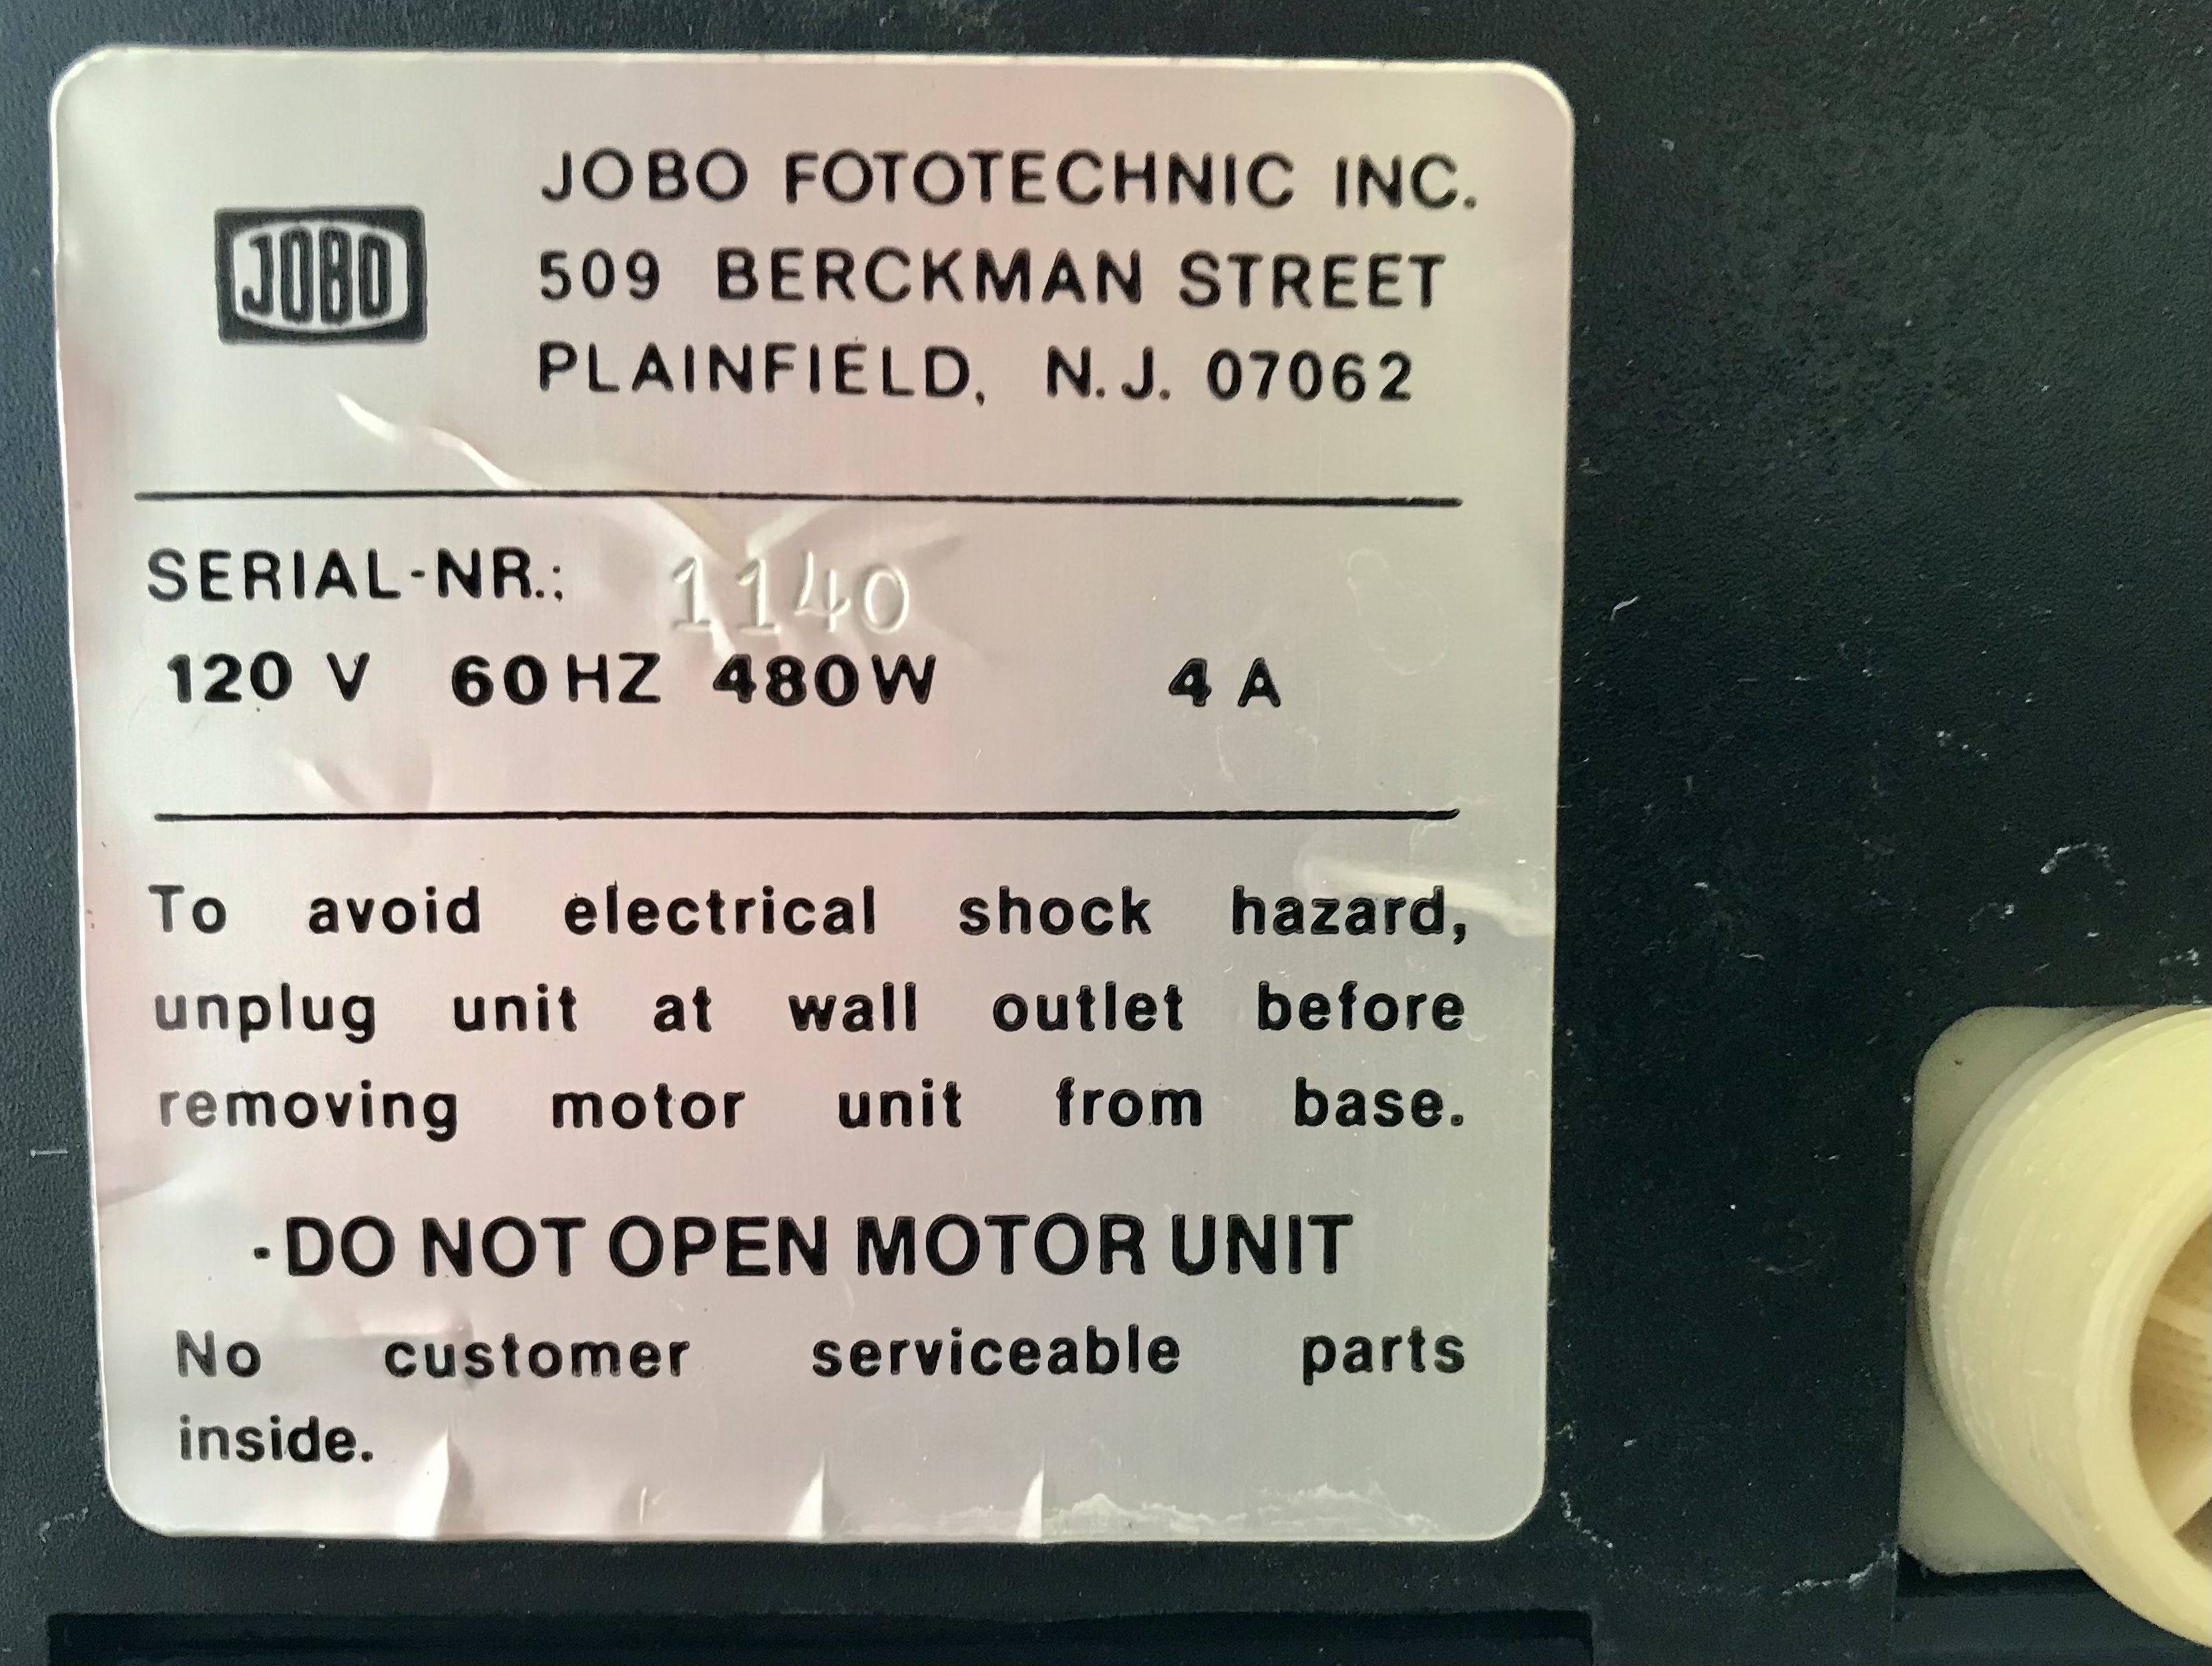 JOBO
JOBO FOTOTECHNIC INC.
509 BERCKMAN STREET
PLAINFIELD, N.J. 07062
SERIAL-NR.: 1140
120 V 60HZ 480W 4 A
To avoid electrical shock hazard,
unplug unit at wall outlet before
removing motor unit from base.
·DO NOT OPEN MOTOR UNIT
No customer serviceable parts
inside.